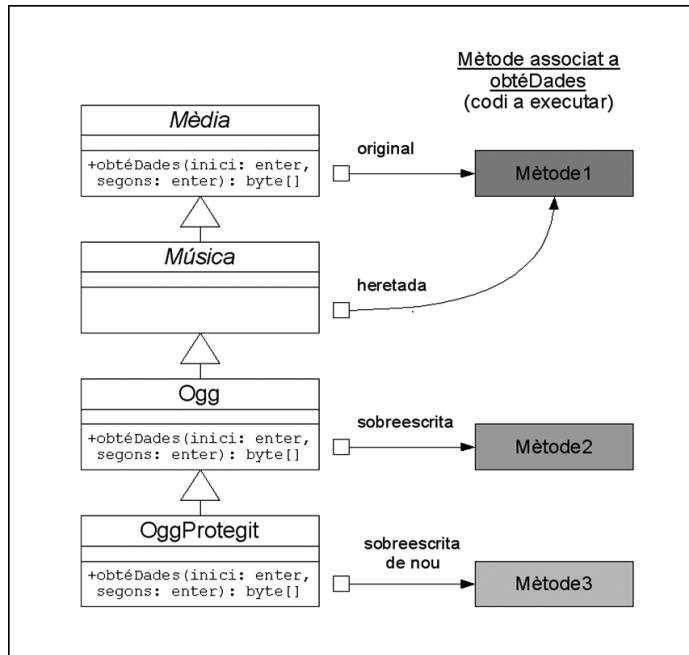 Mètode associat a
obtéDades
(codi a executar)
Mèdia
+obtéDades(inici: enter,
segons: enter): byte[]
original
Mètode1
Música
heretada
Ogg
+obtéDades(inici: enter,
segons: enter): byte[]
sobreescrita
Mètode2
OggProtegit
+obtéDades(inici: enter,
segons: enter): byte[]
sobreescrita
de nou
Mètode3